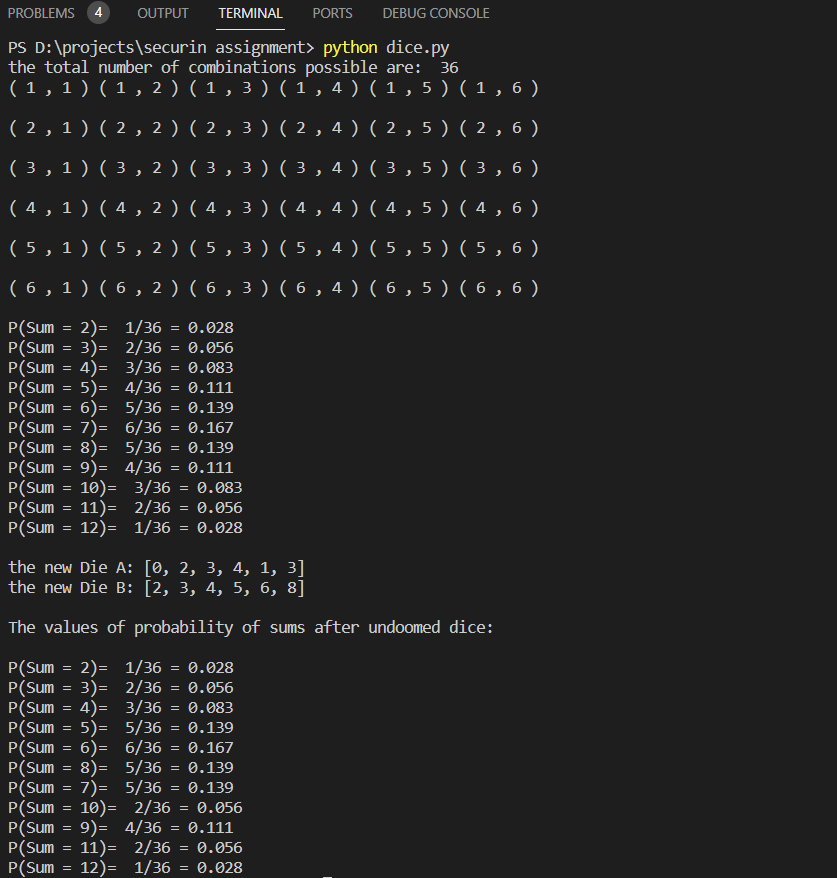 PROBLEMS 4 OUTPUT TERMINAL PORTS DEBUG CONSOLE
PS D:\projects\securin assignment> python dice.py
the total number of combinations possible are:  36
( 1 , 1 ) ( 1 , 2 ) ( 1 , 3 ) ( 1 , 4 ) ( 1 , 5 ) ( 1 , 6 )
( 2 , 1 ) ( 2 , 2 ) ( 2 , 3 ) ( 2 , 4 ) ( 2 , 5 ) ( 2 , 6 )
( 3 , 1 ) ( 3 , 2 ) ( 3 , 3 ) ( 3 , 4 ) ( 3 , 5 ) ( 3 , 6 )
( 4 , 1 ) ( 4 , 2 ) ( 4 , 3 ) ( 4 , 4 ) ( 4 , 5 ) ( 4 , 6 )
( 5 , 1 ) ( 5 , 2 ) ( 5 , 3 ) ( 5 , 4 ) ( 5 , 5 ) ( 5 , 6 )
( 6 , 1 ) ( 6 , 2 ) ( 6 , 3 ) ( 6 , 4 ) ( 6 , 5 ) ( 6 , 6 )
P(Sum = 2)=  1/36 = 0.028
P(Sum = 3)=  2/36 = 0.056
P(Sum = 4)=  3/36 = 0.083
P(Sum = 5)=  4/36 = 0.111
P(Sum = 6)=  5/36 = 0.139
P(Sum = 7)=  6/36 = 0.167
P(Sum = 8)=  5/36 = 0.139
P(Sum = 9)=  4/36 = 0.111
P(Sum = 10)=  3/36 = 0.083
P(Sum = 11)=  2/36 = 0.056
P(Sum = 12)=  1/36 = 0.028
the new Die A: [0, 2, 3, 4, 1, 3]
the new Die B: [2, 3, 4, 5, 6, 8]
The values of probability of sums after undoomed dice:
P(Sum = 2)=  1/36 = 0.028
P(Sum = 3)=  2/36 = 0.056
P(Sum = 4)=  3/36 = 0.083
P(Sum = 5)=  5/36 = 0.139
P(Sum = 6)=  6/36 = 0.167
P(Sum = 8)=  5/36 = 0.139
P(Sum = 7)=  5/36 = 0.139
P(Sum = 10)=  2/36 = 0.056
P(Sum = 9)=  4/36 = 0.111
P(Sum = 11)=  2/36 = 0.056
P(Sum = 12)=  1/36 = 0.028